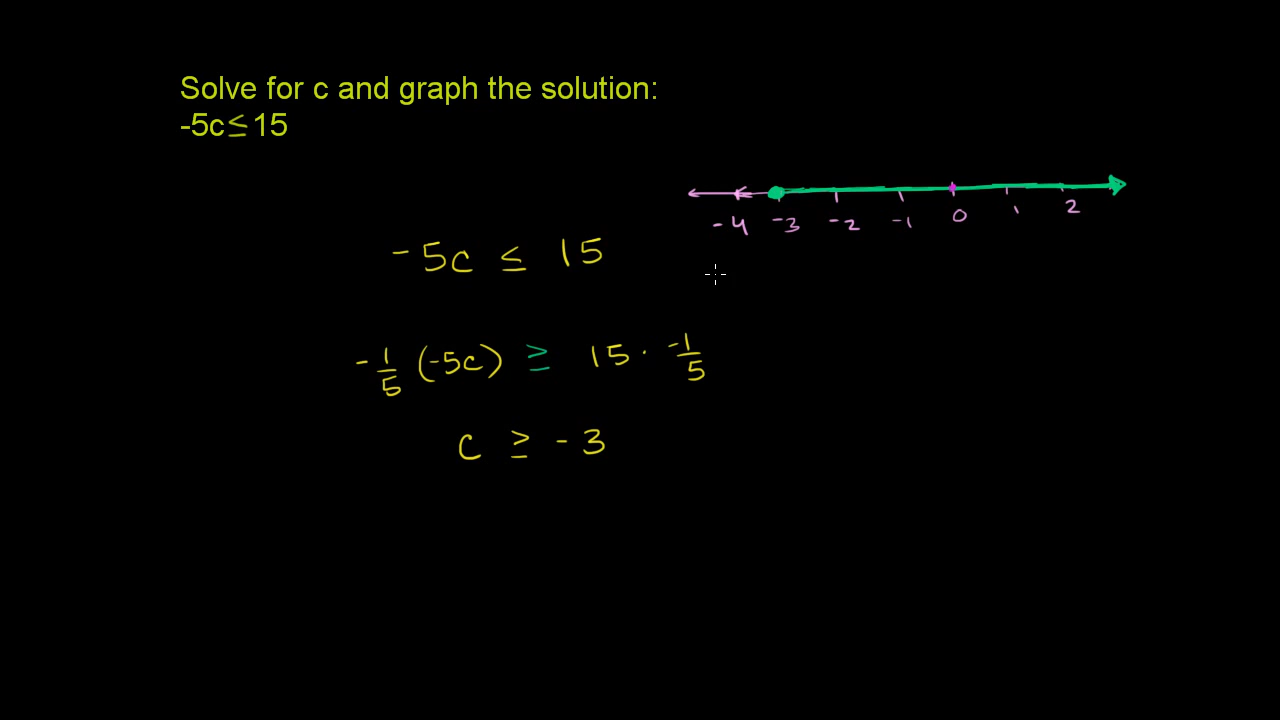 Solve for c and graph the solution:
-5c≤15
-4 -3 -2 -1 0 1 2
-5c ≤ 15
-1/5 (-5c) ≥ 15 · -1/5
c ≥ -3